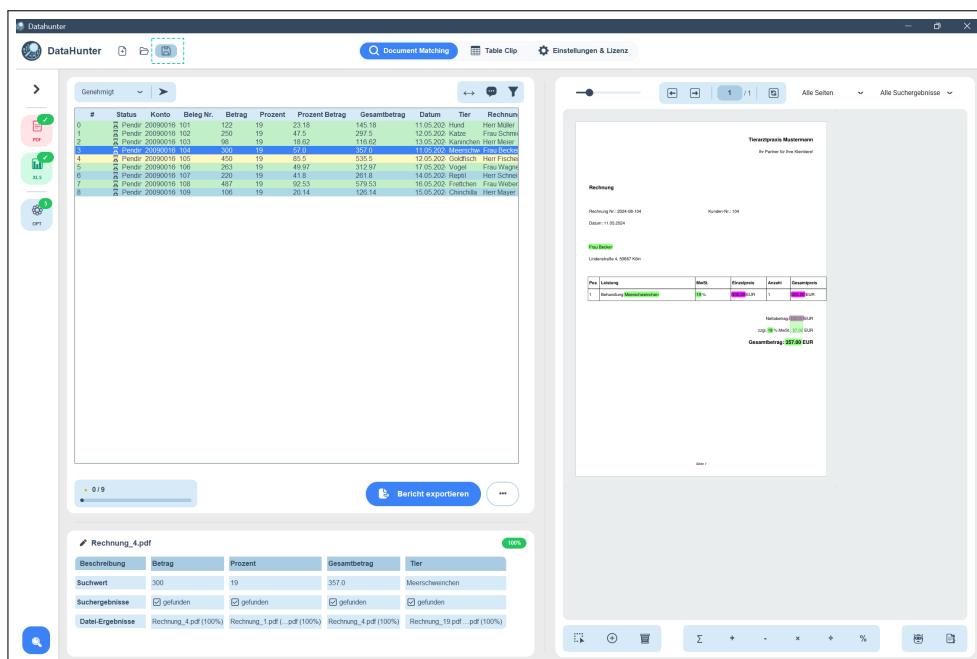 Datahunter
DataHunter
Document Matching
Table Clip
Einstellungen & Lizenz
PDF
XLS
3
OPT
Genehmigt
# Status Konto Beleg Nr. Betrag Prozent Prozent Betrag Gesamtbetrag Datum Tier Rechnun
0 Pendir 20090016 101 122 19 23.18 145.18 11.05.202 Hund Herr Müller
1 Pendir 20090016 102 250 19 47.5 297.5 12.05.202 Katze Frau Schmi
2 Pendir 20090016 103 98 19 18.62 116.62 13.05.202 Kaninchen Herr Meier
3 Pendir 20090016 104 300 19 57.0 357.0 11.05.202 Meerschw Frau Becke
4 Pendir 20090016 105 450 19 85.5 535.5 12.05.202 Goldfisch Herr Fische
5 Pendir 20090016 106 263 19 49.97 312.97 17.05.202 Vogel Frau Wagne
6 Pendir 20090016 107 220 19 41.8 261.8 14.05.202 Reptil Herr Schnei
7 Pendir 20090016 108 487 19 92.53 579.53 16.05.202 Frettchen Frau Weber
8 Pendir 20090016 109 106 19 20.14 126.14 15.05.202 Chinchilla Herr Mayer
0 / 9
Bericht exportieren
Rechnung_4.pdf
100%
Beschreibung Betrag Prozent Gesamtbetrag Tier
Suchwert 300 19 357.0 Meerschweinchen
Suchergebnisse gefunden gefunden gefunden gefunden
Datei-Ergebnisse Rechnung_4.pdf (100%) Rechnung_1.pdf (...pdf (100%) Rechnung_4.pdf (100%) Rechnung_19.pdf ...pdf (100%)
1 / 1
Alle Seiten
Alle Suchergebnisse
Tierarztpraxis Mustermann
Ihr Partner für Ihre Kleintiere!
Rechnung
Rechnung Nr.: 2024-08-104 Kunden-Nr.: 104
Datum: 11.05.2024
Frau Becker
Lindenstraße 4, 50667 Köln
Pos Leistung MwSt. Einzelpreis Anzahl Gesamtpreis
1 Behandlung Meerschweinchen 19 % EUR 1 EUR
Nettobetrag: EUR
zzgl. 19 % MwSt.: 57.00 EUR
Gesamtbetrag: 357.00 EUR
Seite 1
Σ + - × ÷ %